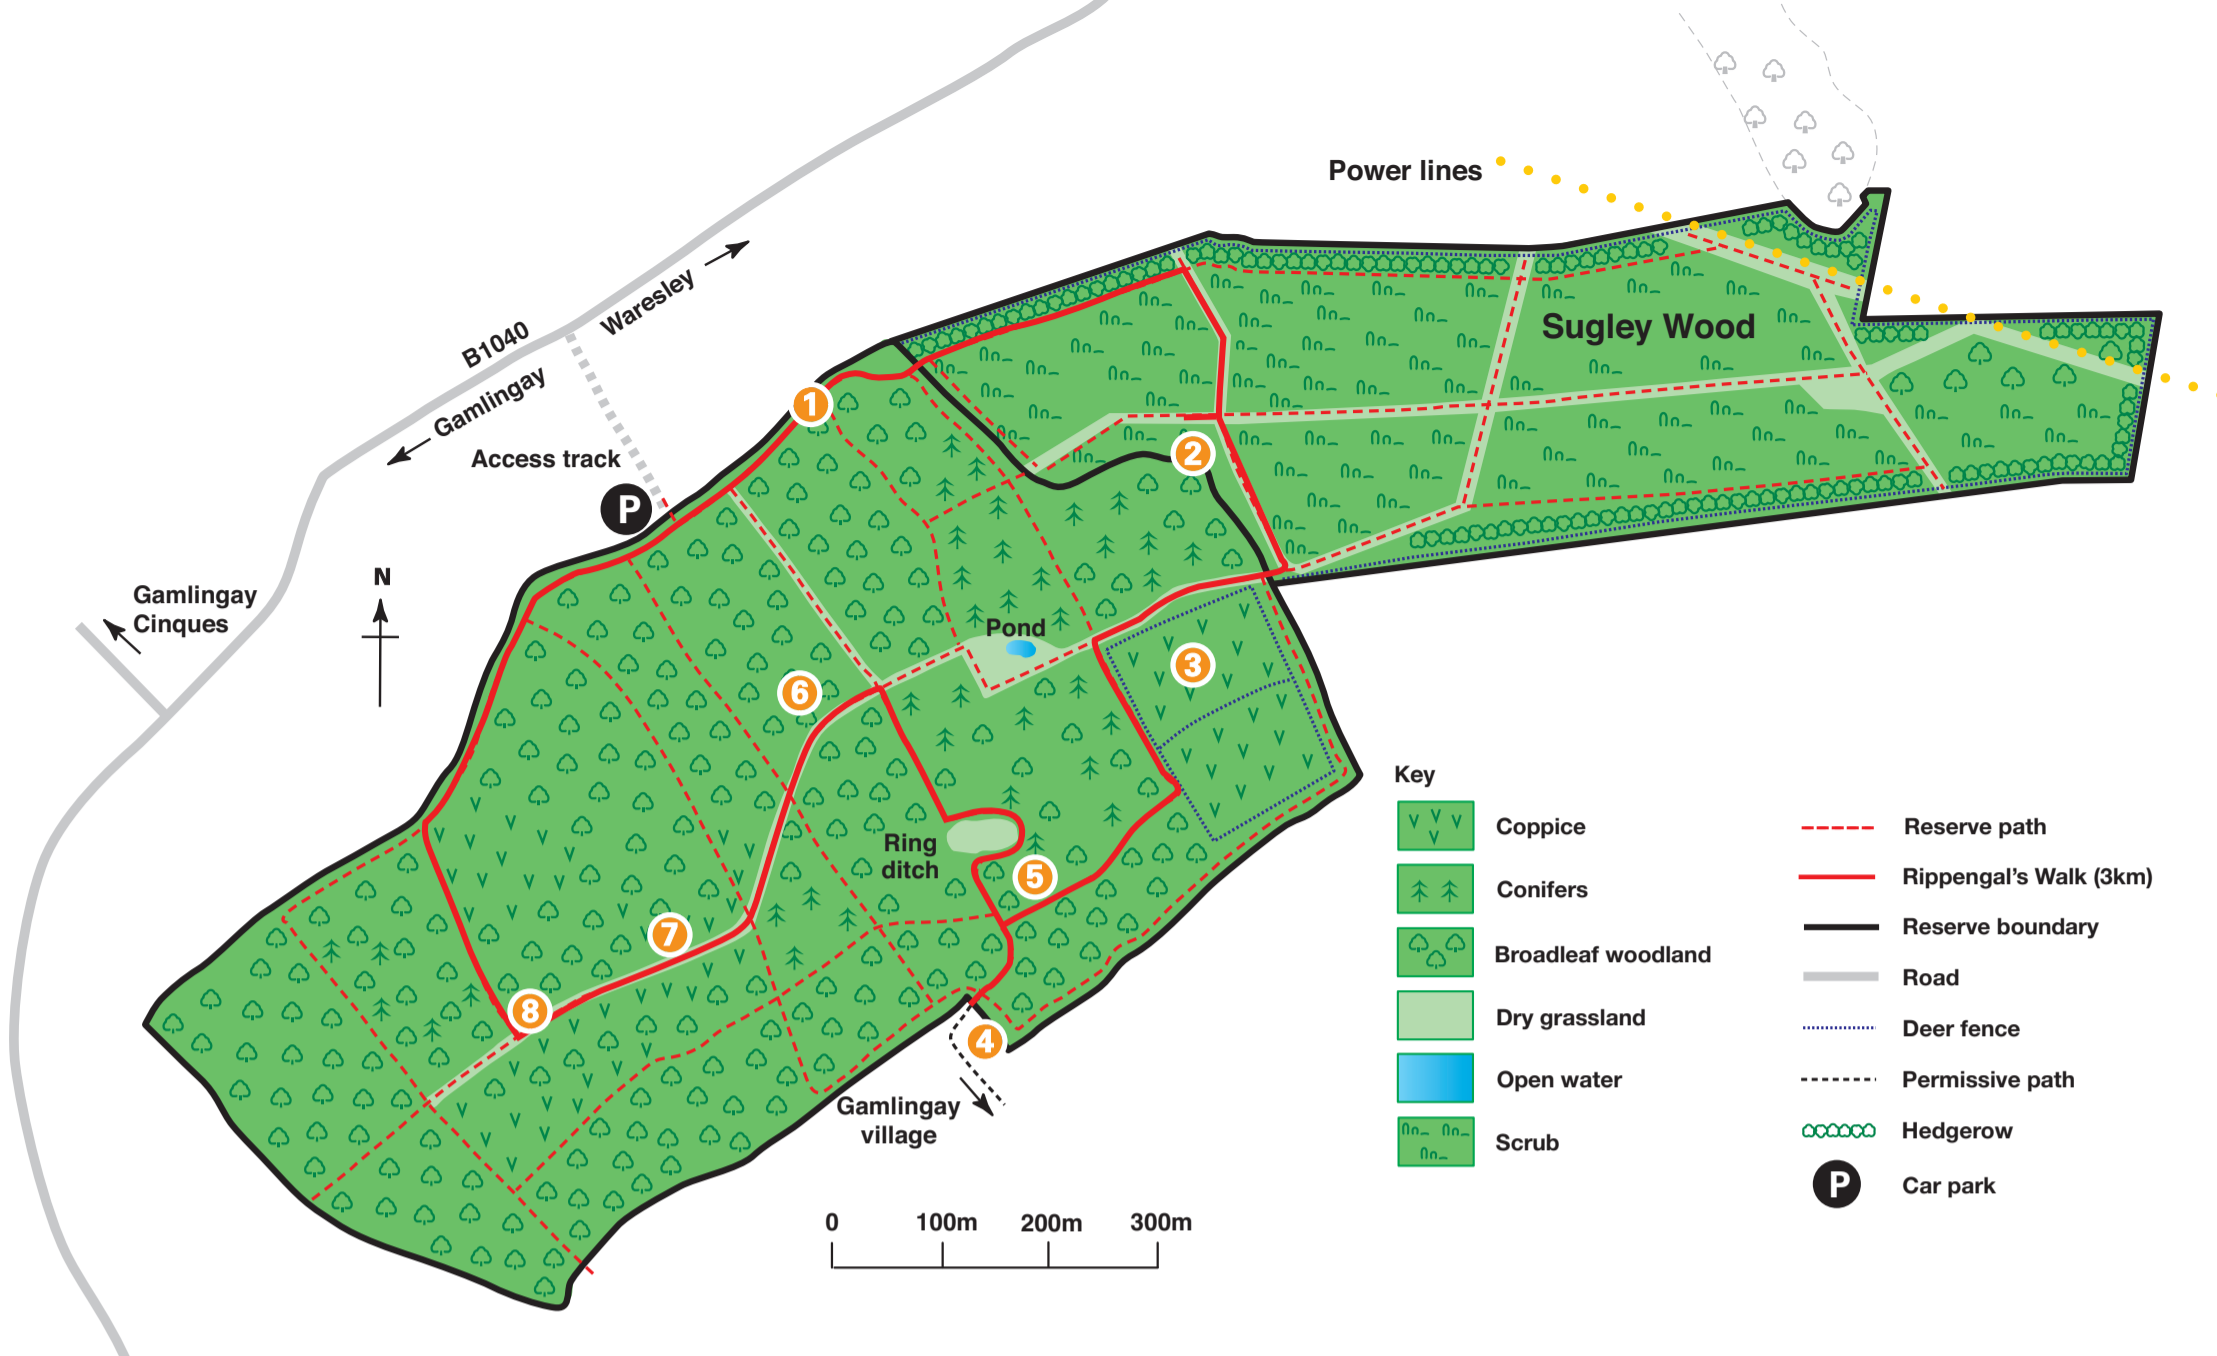 Power lines
Sugley Wood
Waresley
B1040
Gamlingay
Access track
P
1
2
N
Gamlingay
Cinques
Pond
3
6
Ring
ditch
5
7
8
4
Gamlingay
village
0 100m 200m 300m
Key
Coppice
Conifers
Broadleaf woodland
Dry grassland
Open water
Scrub
Reserve path
Rippengal's Walk (3km)
Reserve boundary
Road
Deer fence
Permissive path
Hedgerow
P Car park